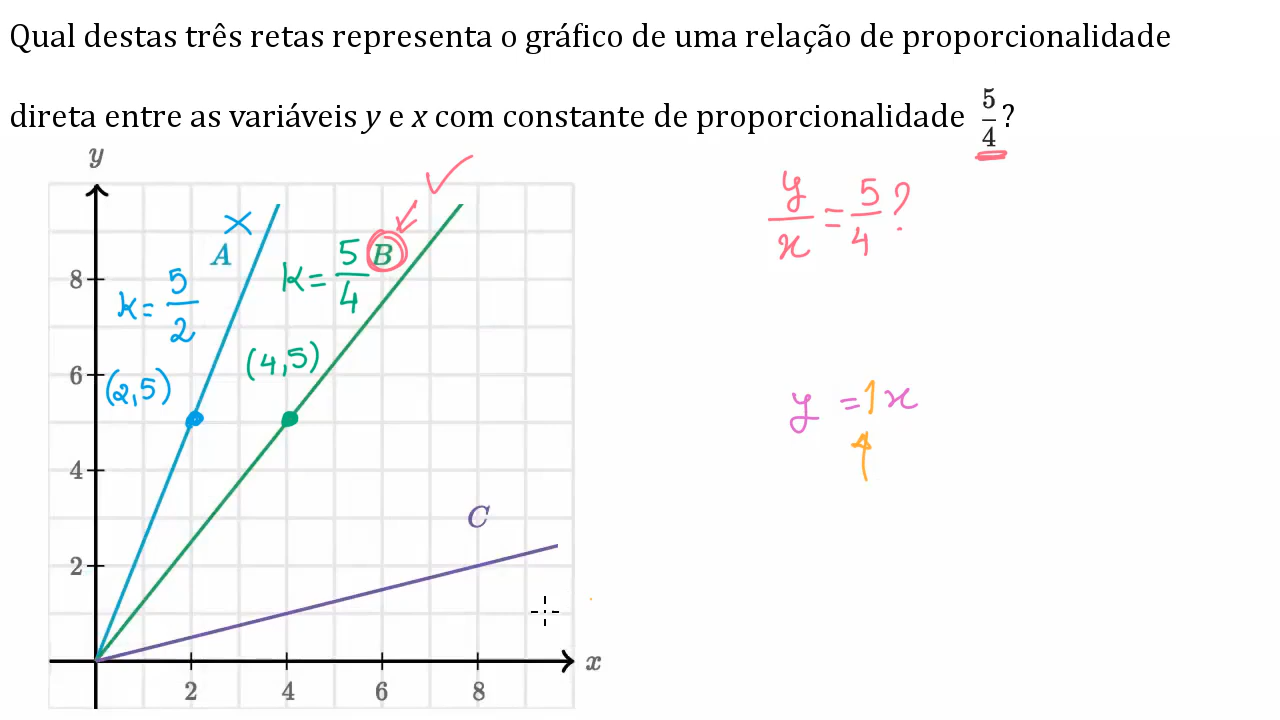 Qual destas três retas representa o gráfico de uma relação de proporcionalidade
direta entre as variáveis y e x com constante de proporcionalidade 5/4?
y
y/x = 5/4 ?
A
B
k = 5/4
8
k = 5/2
(4,5)
6
(2,5)
y = 1x
4
C
2
x
2 4 6 8